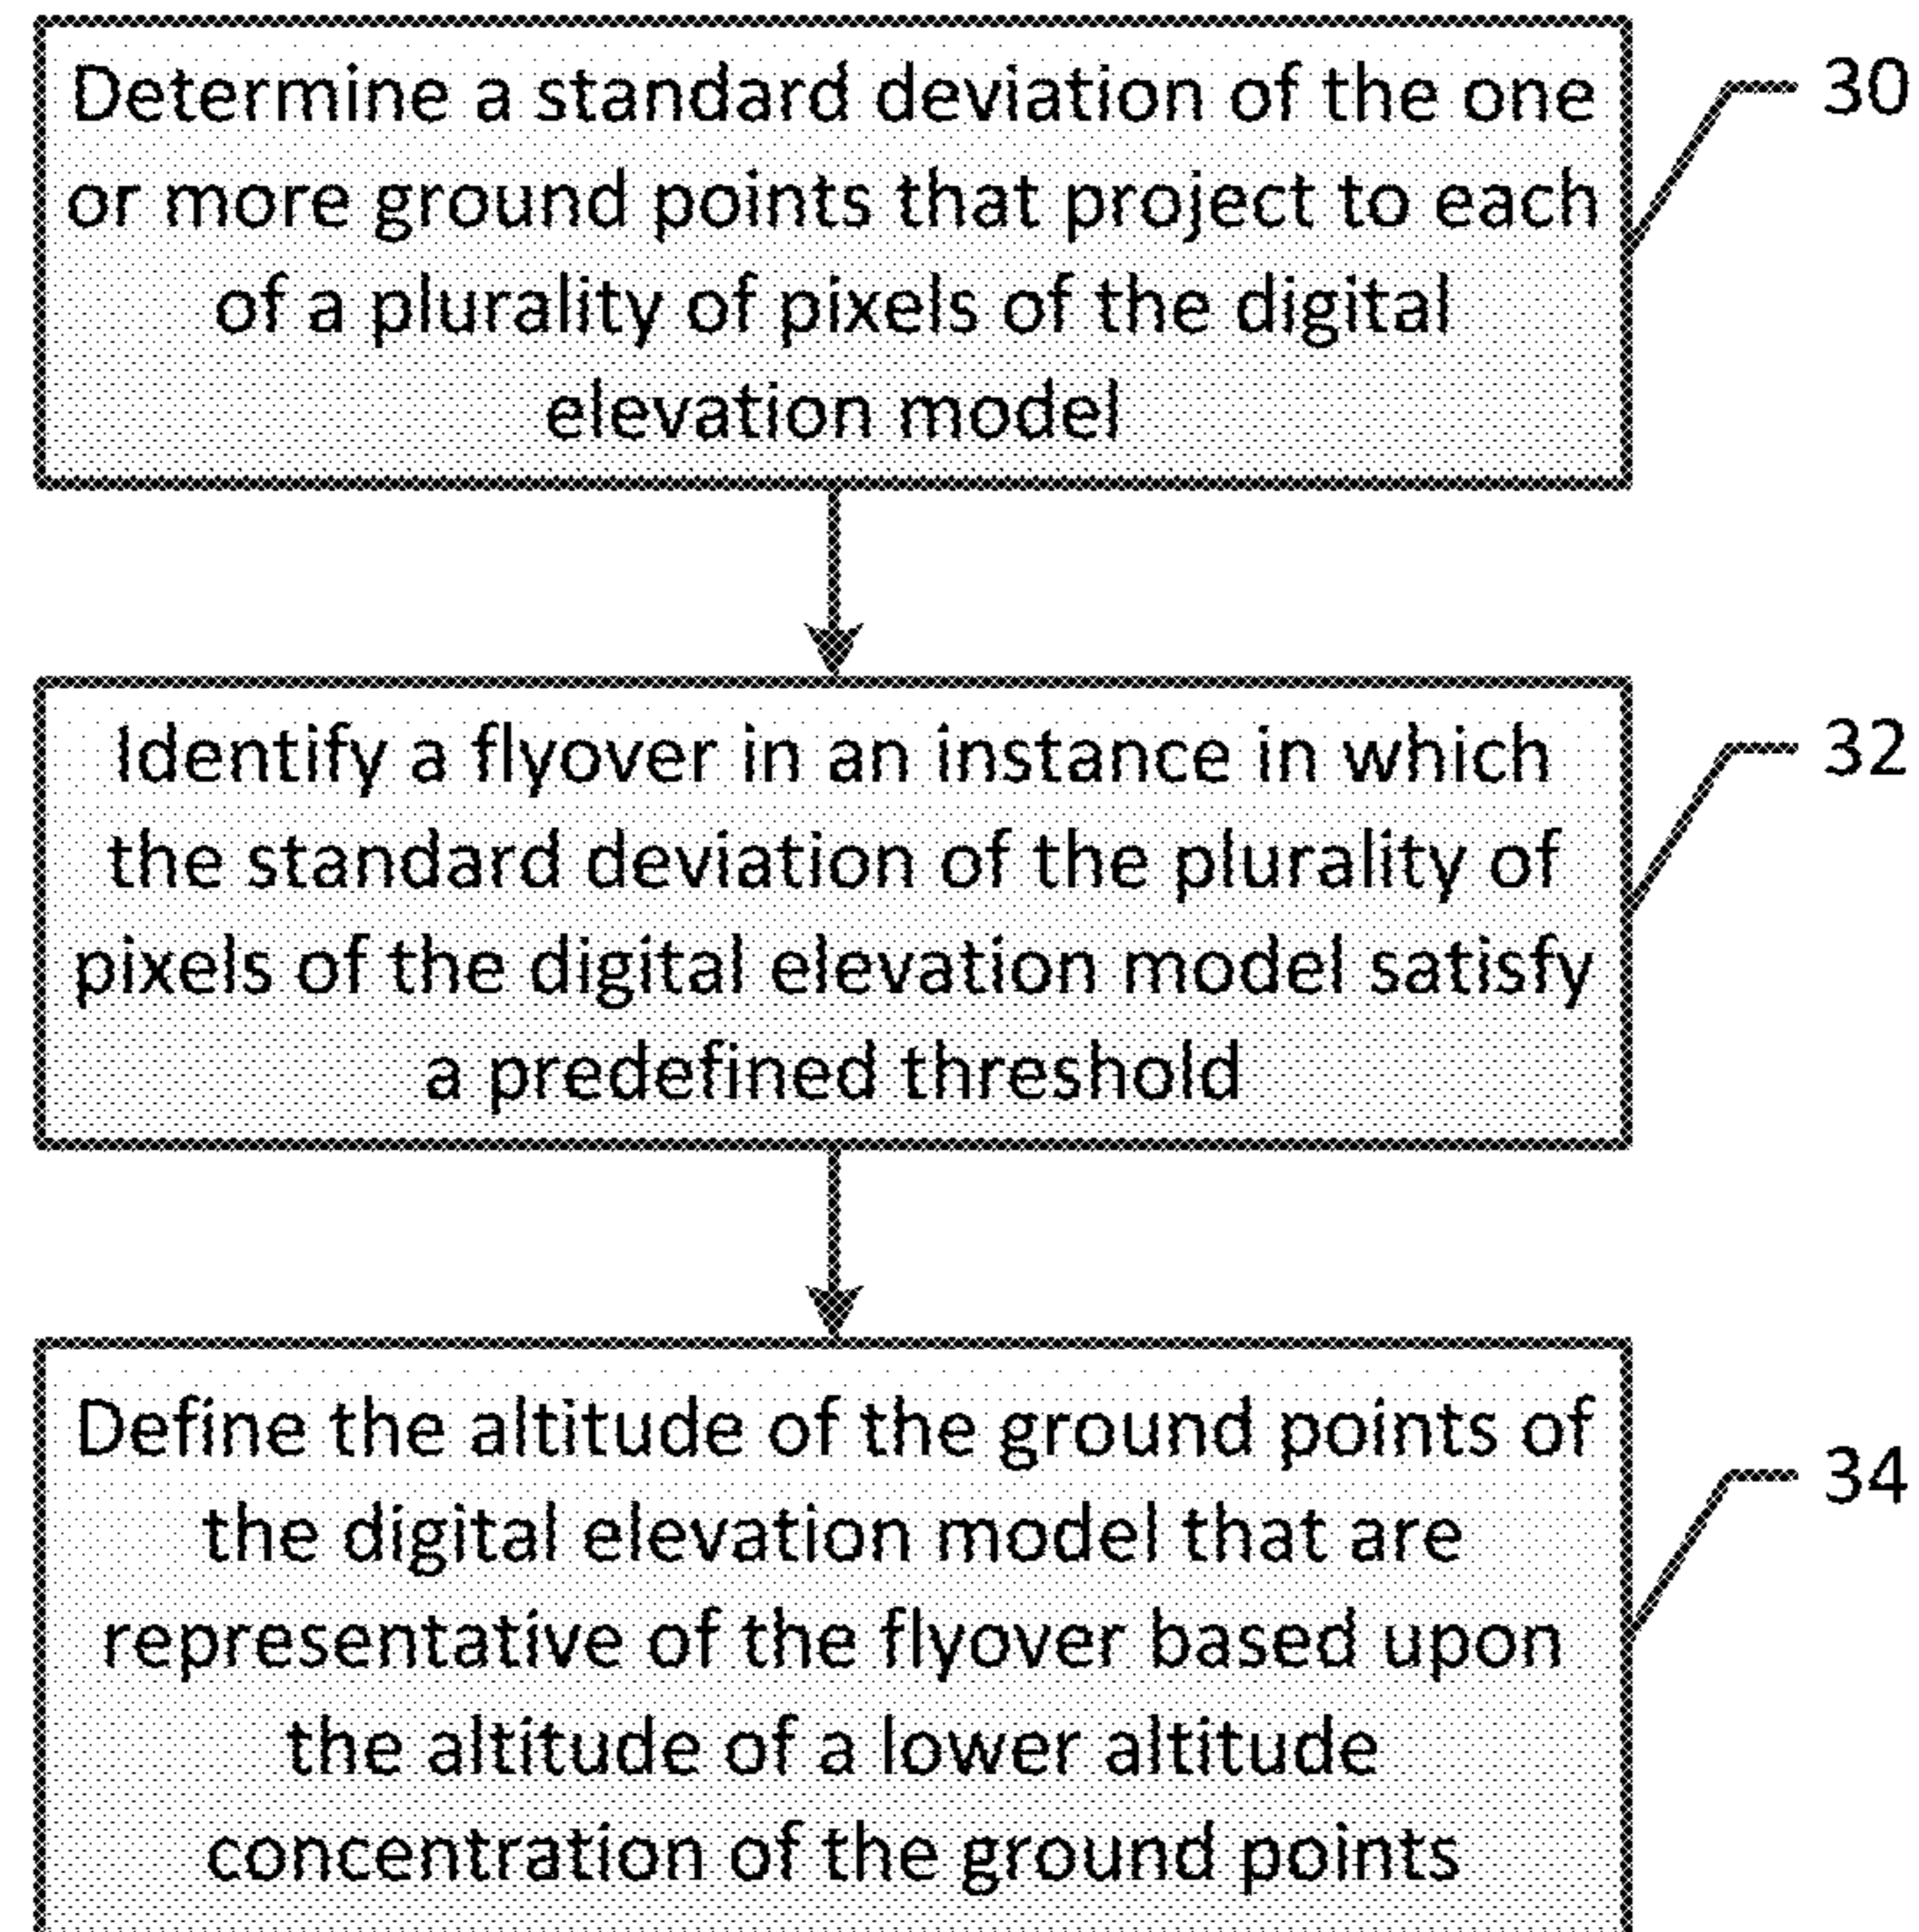 Determine a standard deviation of the one
or more ground points that project to each
of a plurality of pixels of the digital
elevation model
30
Identify a flyover in an instance in which
the standard deviation of the plurality of
pixels of the digital elevation model satisfy
a predefined threshold
32
Define the altitude of the ground points of
the digital elevation model that are
representative of the flyover based upon
the altitude of a lower altitude
concentration of the ground points
34